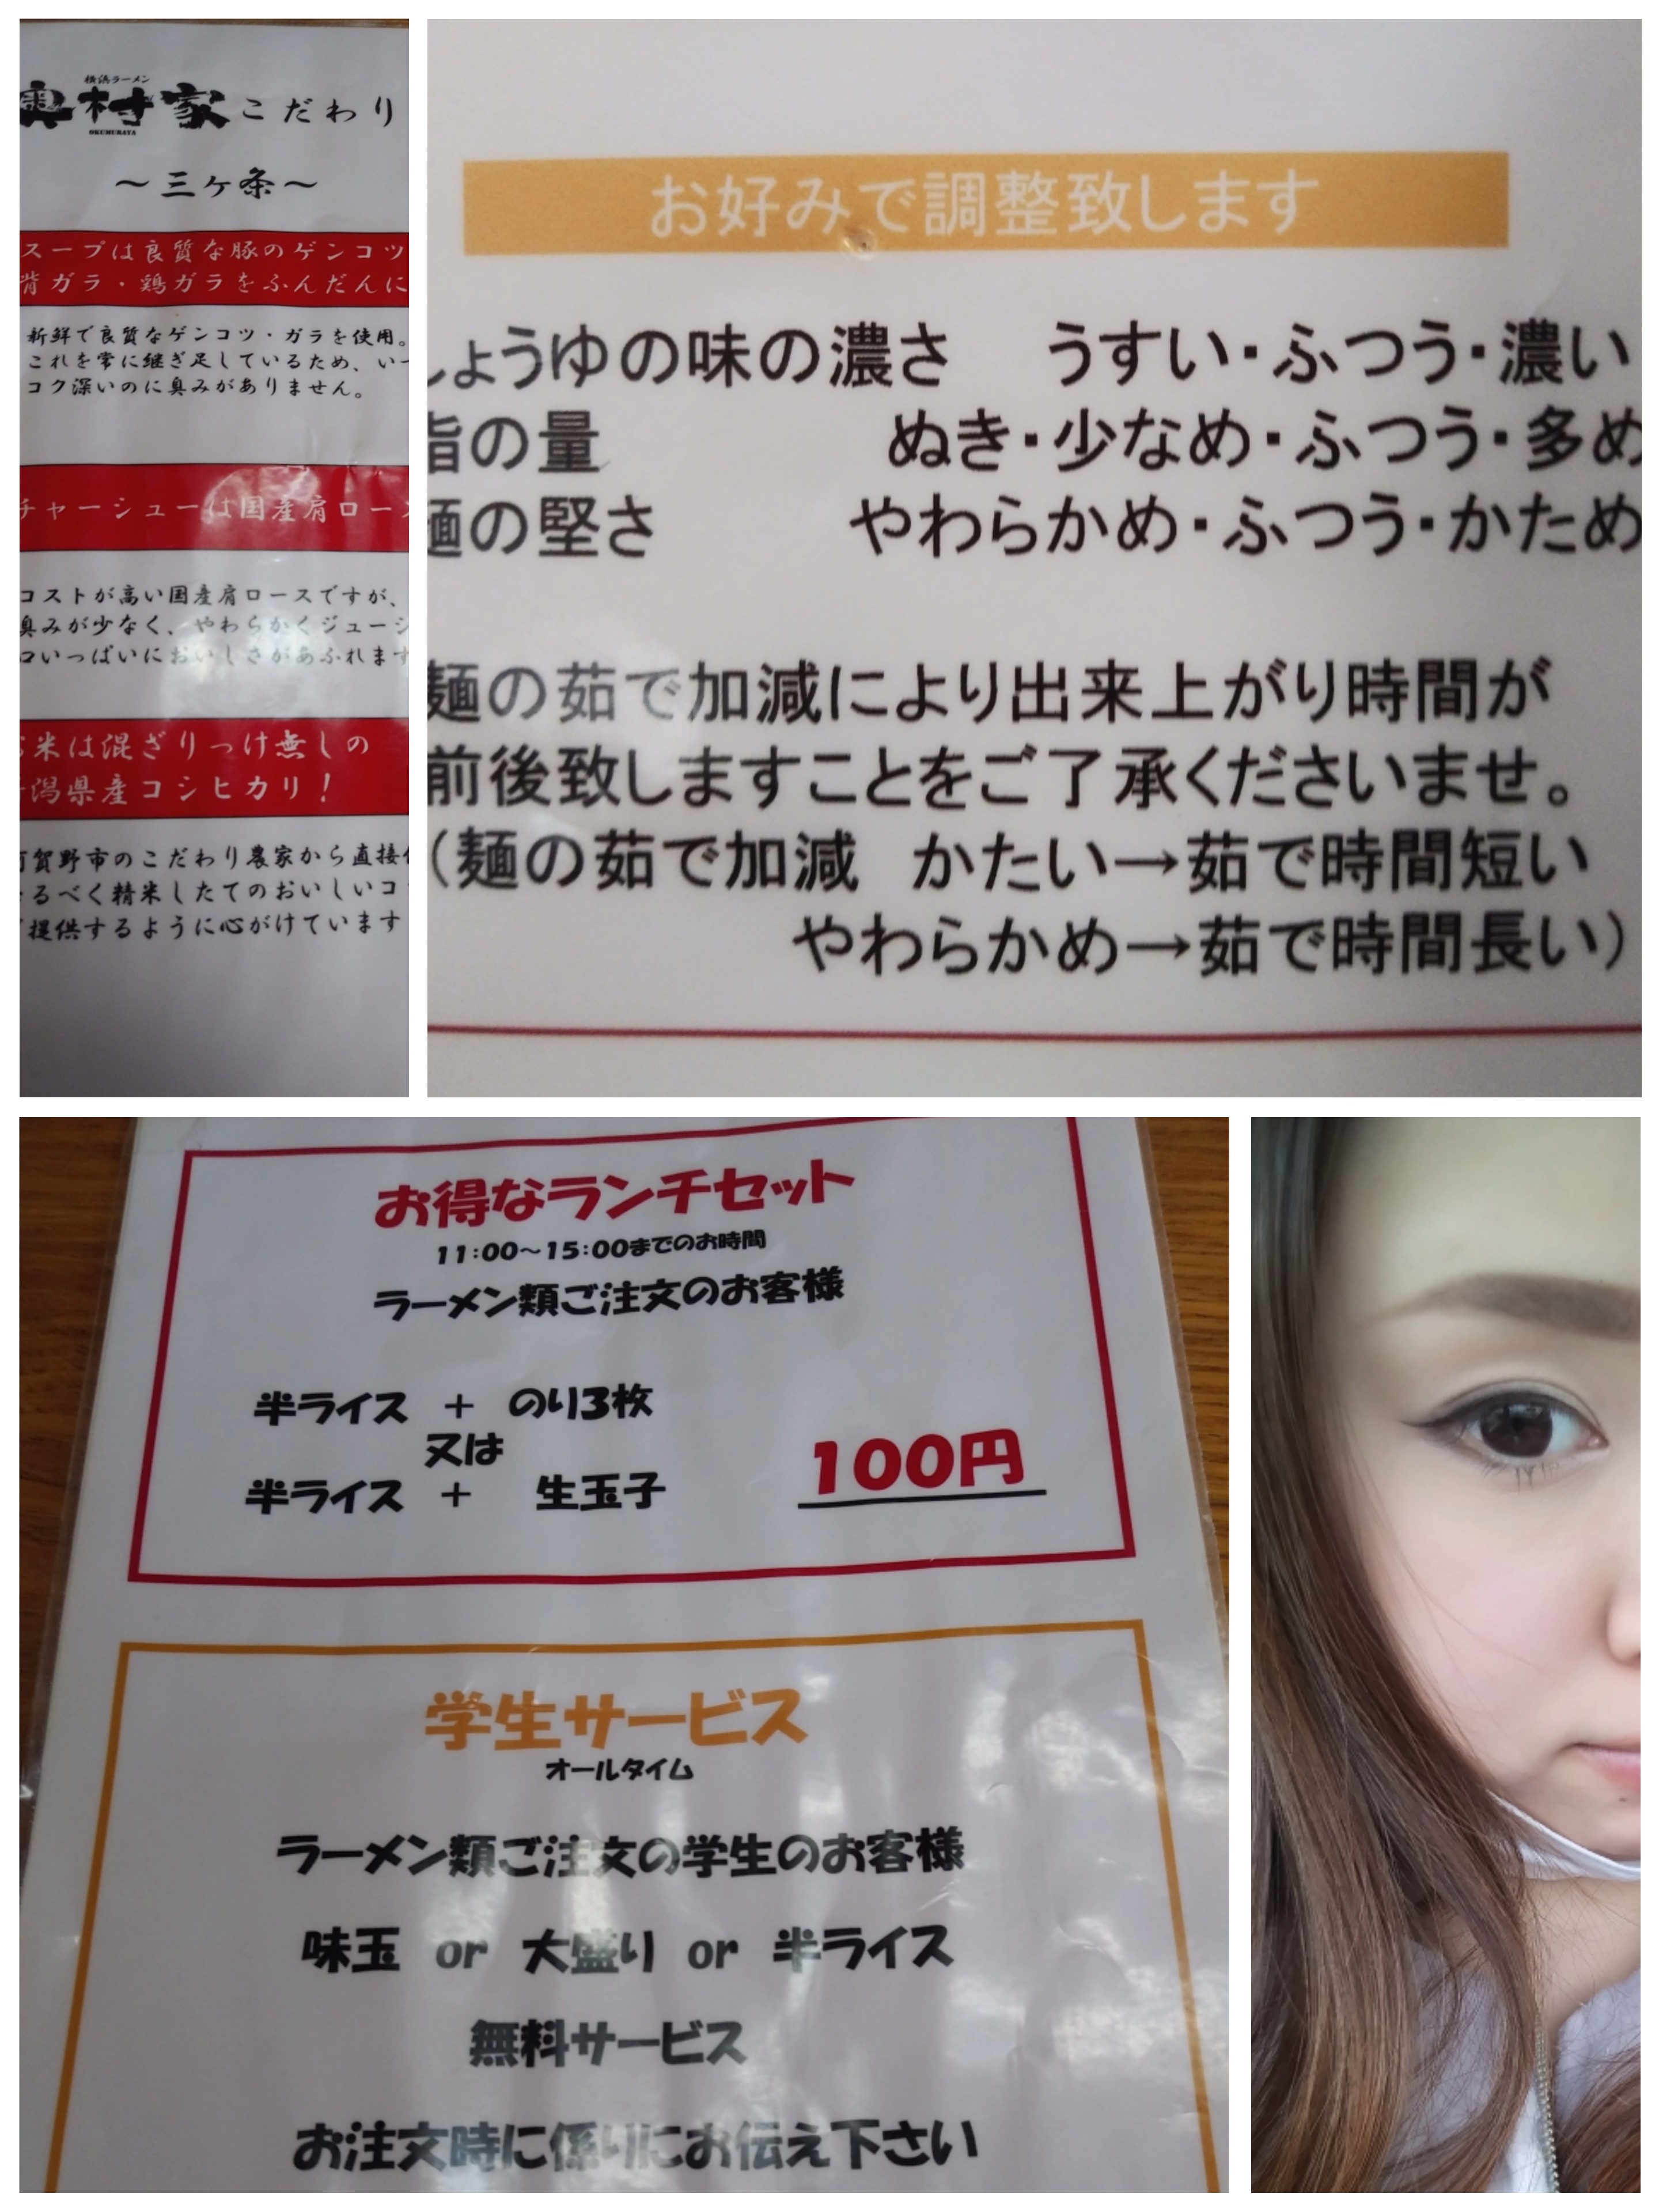 横浜ラーメン
奥村家こだわり
OKUMURAYA
～三ヶ条～
スープは良質な豚のゲンコツ
背ガラ・鶏ガラをふんだんに
新鮮で良質なゲンコツ・ガラを使用。
これを常に継ぎ足しているため、いー
コク深いのに臭みがありません。
チャーシューは国産肩ロース
コストが高い国産肩ロースですが、
臭みが少なく、やわらかくジューシ
口いっぱいにおいしさがあふれます
お米は混ざりっけ無しの
潟県産コシヒカリ！
賀野市のこだわり農家から直接
るべく精米したてのおいしいコ
提供するように心がけています
お好みで調整致します
しょうゆの味の濃さ うすい・ふつう・濃い
脂の量 ぬき・少なめ・ふつう・多め
麺の堅さ やわらかめ・ふつう・かため
麺の茹で加減により出来上がり時間が
前後致しますことをご了承くださいませ。
（麺の茹で加減 かたい→茹で時間短い
やわらかめ→茹で時間長い）
お得なランチセット
11:00～15:00までのお時間
ラーメン類ご注文のお客様
半ライス ＋ のり3枚
又は
半ライス ＋ 生玉子
100円
学生サービス
オールタイム
ラーメン類ご注文の学生のお客様
味玉 or 大盛り or 半ライス
無料サービス
お注文時に係りにお伝え下さい